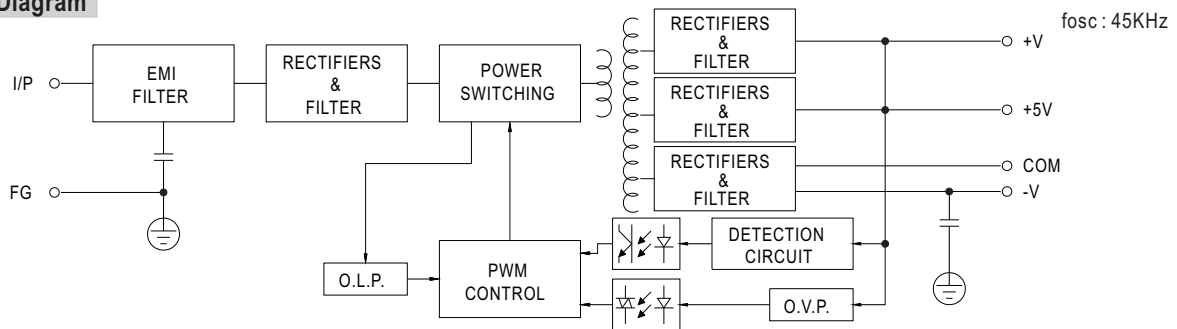 Diagram
fosc : 45KHz
I/P
EMI
FILTER
RECTIFIERS
&
FILTER
POWER
SWITCHING
RECTIFIERS
&
FILTER
+V
RECTIFIERS
&
FILTER
+5V
RECTIFIERS
&
FILTER
COM
-V
FG
O.L.P.
PWM
CONTROL
DETECTION
CIRCUIT
O.V.P.